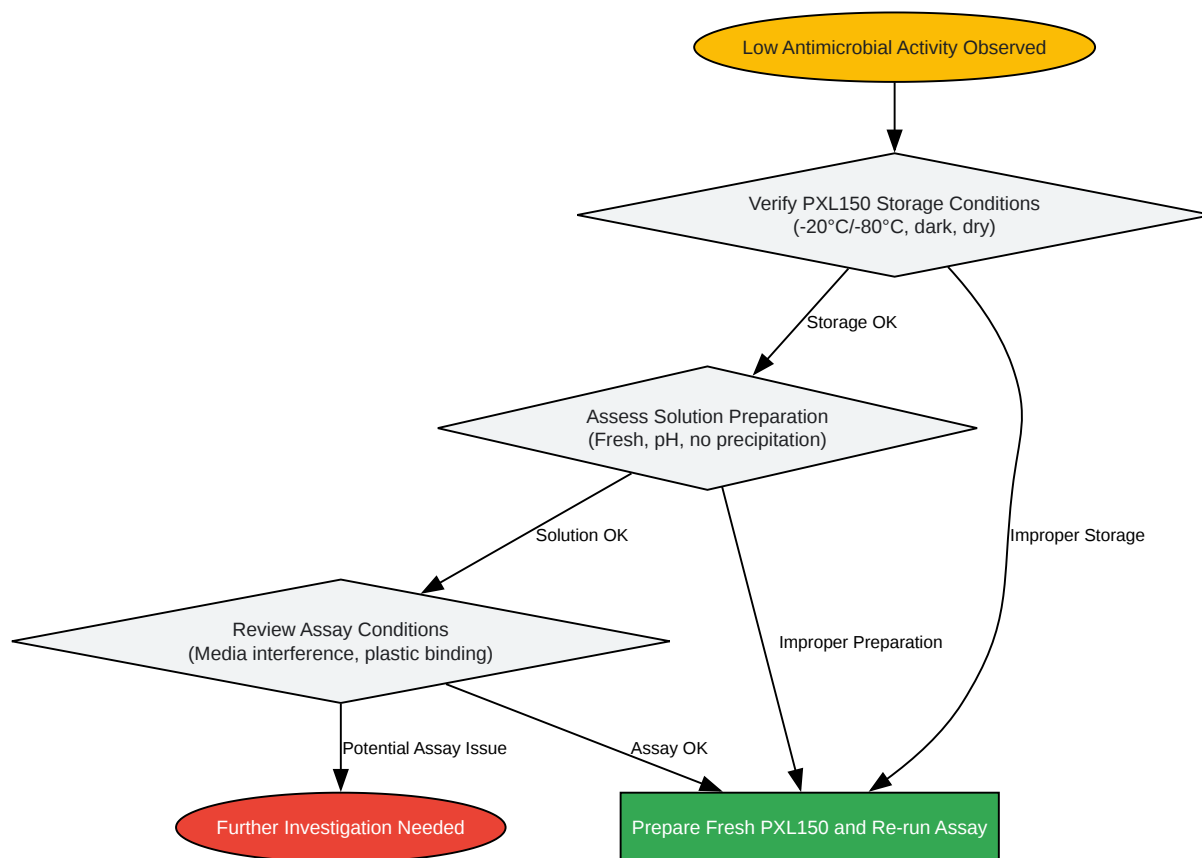 Low Antimicrobial Activity Observed
Verify PXL150 Storage Conditions
(-20°C/-80°C, dark, dry)
Storage OK
Assess Solution Preparation
(Fresh, pH, no precipitation)
Solution OK
Improper Storage
Review Assay Conditions
(Media interference, plastic binding)
Improper Preparation
Potential Assay Issue
Assay OK
Further Investigation Needed
Prepare Fresh PXL150 and Re-run Assay